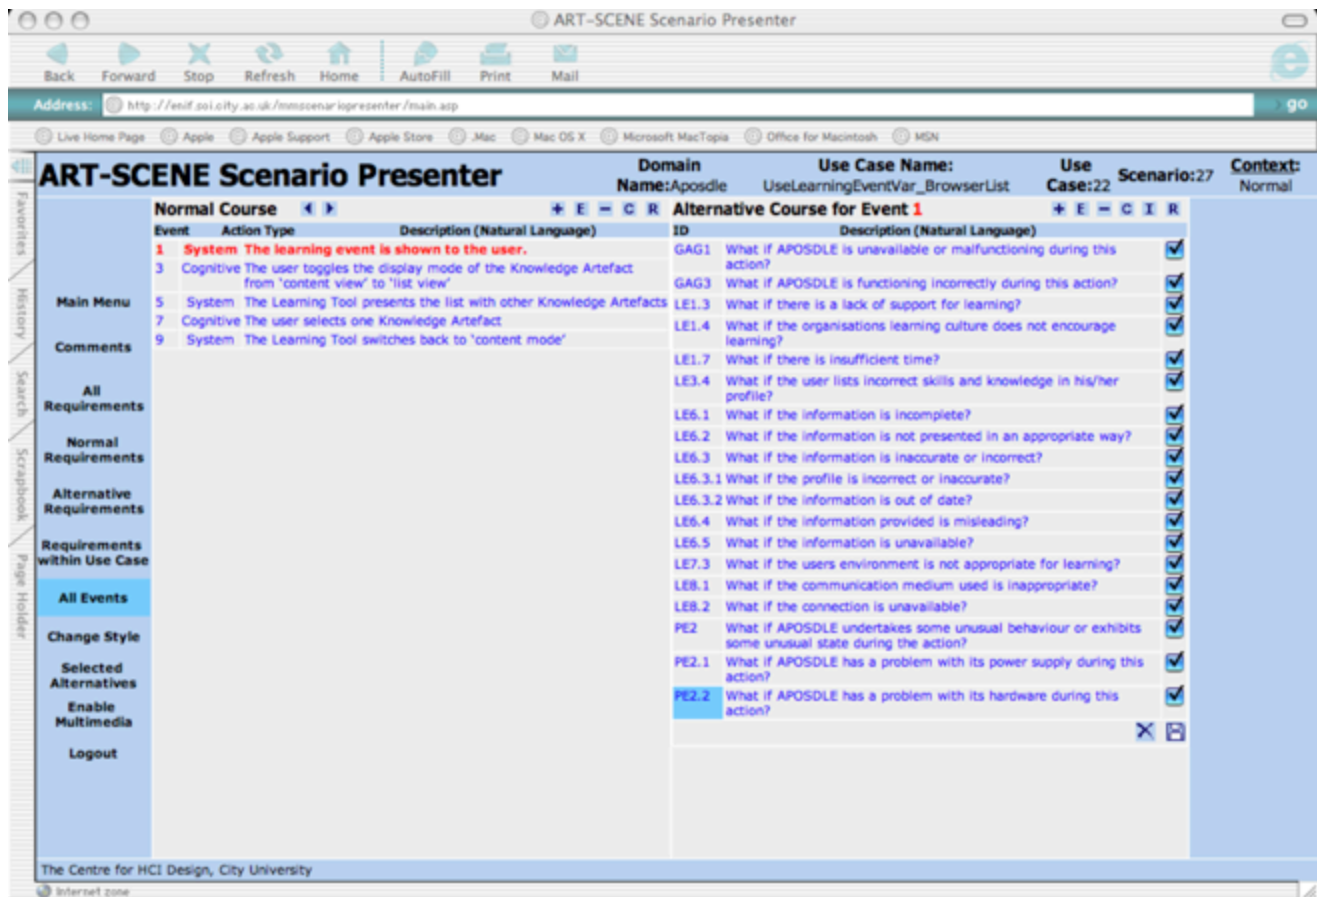 ART-SCENE Scenario Presenter
Back Forward Stop Refresh Home AutoFill Print Mail
Address: http://enif.soi.city.ac.uk/mmscenariopresenter/main.asp go
Live Home Page Apple Apple Support Apple Store .Mac Mac OS X Microsoft MacTopia Office for Macintosh MSN
Favorites
History
Search
Scrapbook
Page Holder
ART-SCENE Scenario Presenter
Domain Name:Aposdle
Use Case Name:
UseLearningEventVar_BrowserList
Use Case:22
Scenario:27
Context:
Normal
Main Menu
Comments
All
Requirements
Normal
Requirements
Alternative
Requirements
Requirements
within Use Case
All Events
Change Style
Selected
Alternatives
Enable
Multimedia
Logout
Normal Course + E − C R
Event Action Type Description (Natural Language)
1 System The learning event is shown to the user.
3 Cognitive The user toggles the display mode of the Knowledge Artefact
from 'content view' to 'list view'
5 System The Learning Tool presents the list with other Knowledge Artefacts
7 Cognitive The user selects one Knowledge Artefact
9 System The Learning Tool switches back to 'content mode'
Alternative Course for Event 1 + E − C I R
ID Description (Natural Language)
GAG1 What if APOSDLE is unavailable or malfunctioning during this
action?
GAG3 What if APOSDLE is functioning incorrectly during this action?
LE1.3 What if there is a lack of support for learning?
LE1.4 What if the organisations learning culture does not encourage
learning?
LE1.7 What if there is insufficient time?
LE3.4 What if the user lists incorrect skills and knowledge in his/her
profile?
LE6.1 What if the information is incomplete?
LE6.2 What if the information is not presented in an appropriate way?
LE6.3 What if the information is inaccurate or incorrect?
LE6.3.1 What if the profile is incorrect or inaccurate?
LE6.3.2 What if the information is out of date?
LE6.4 What if the information provided is misleading?
LE6.5 What if the information is unavailable?
LE7.3 What if the users environment is not appropriate for learning?
LE8.1 What if the communication medium used is inappropriate?
LE8.2 What if the connection is unavailable?
PE2 What if APOSDLE undertakes some unusual behaviour or exhibits
some unusual state during the action?
PE2.1 What if APOSDLE has a problem with its power supply during this
action?
PE2.2 What if APOSDLE has a problem with its hardware during this
action?
The Centre for HCI Design, City University
Internet zone